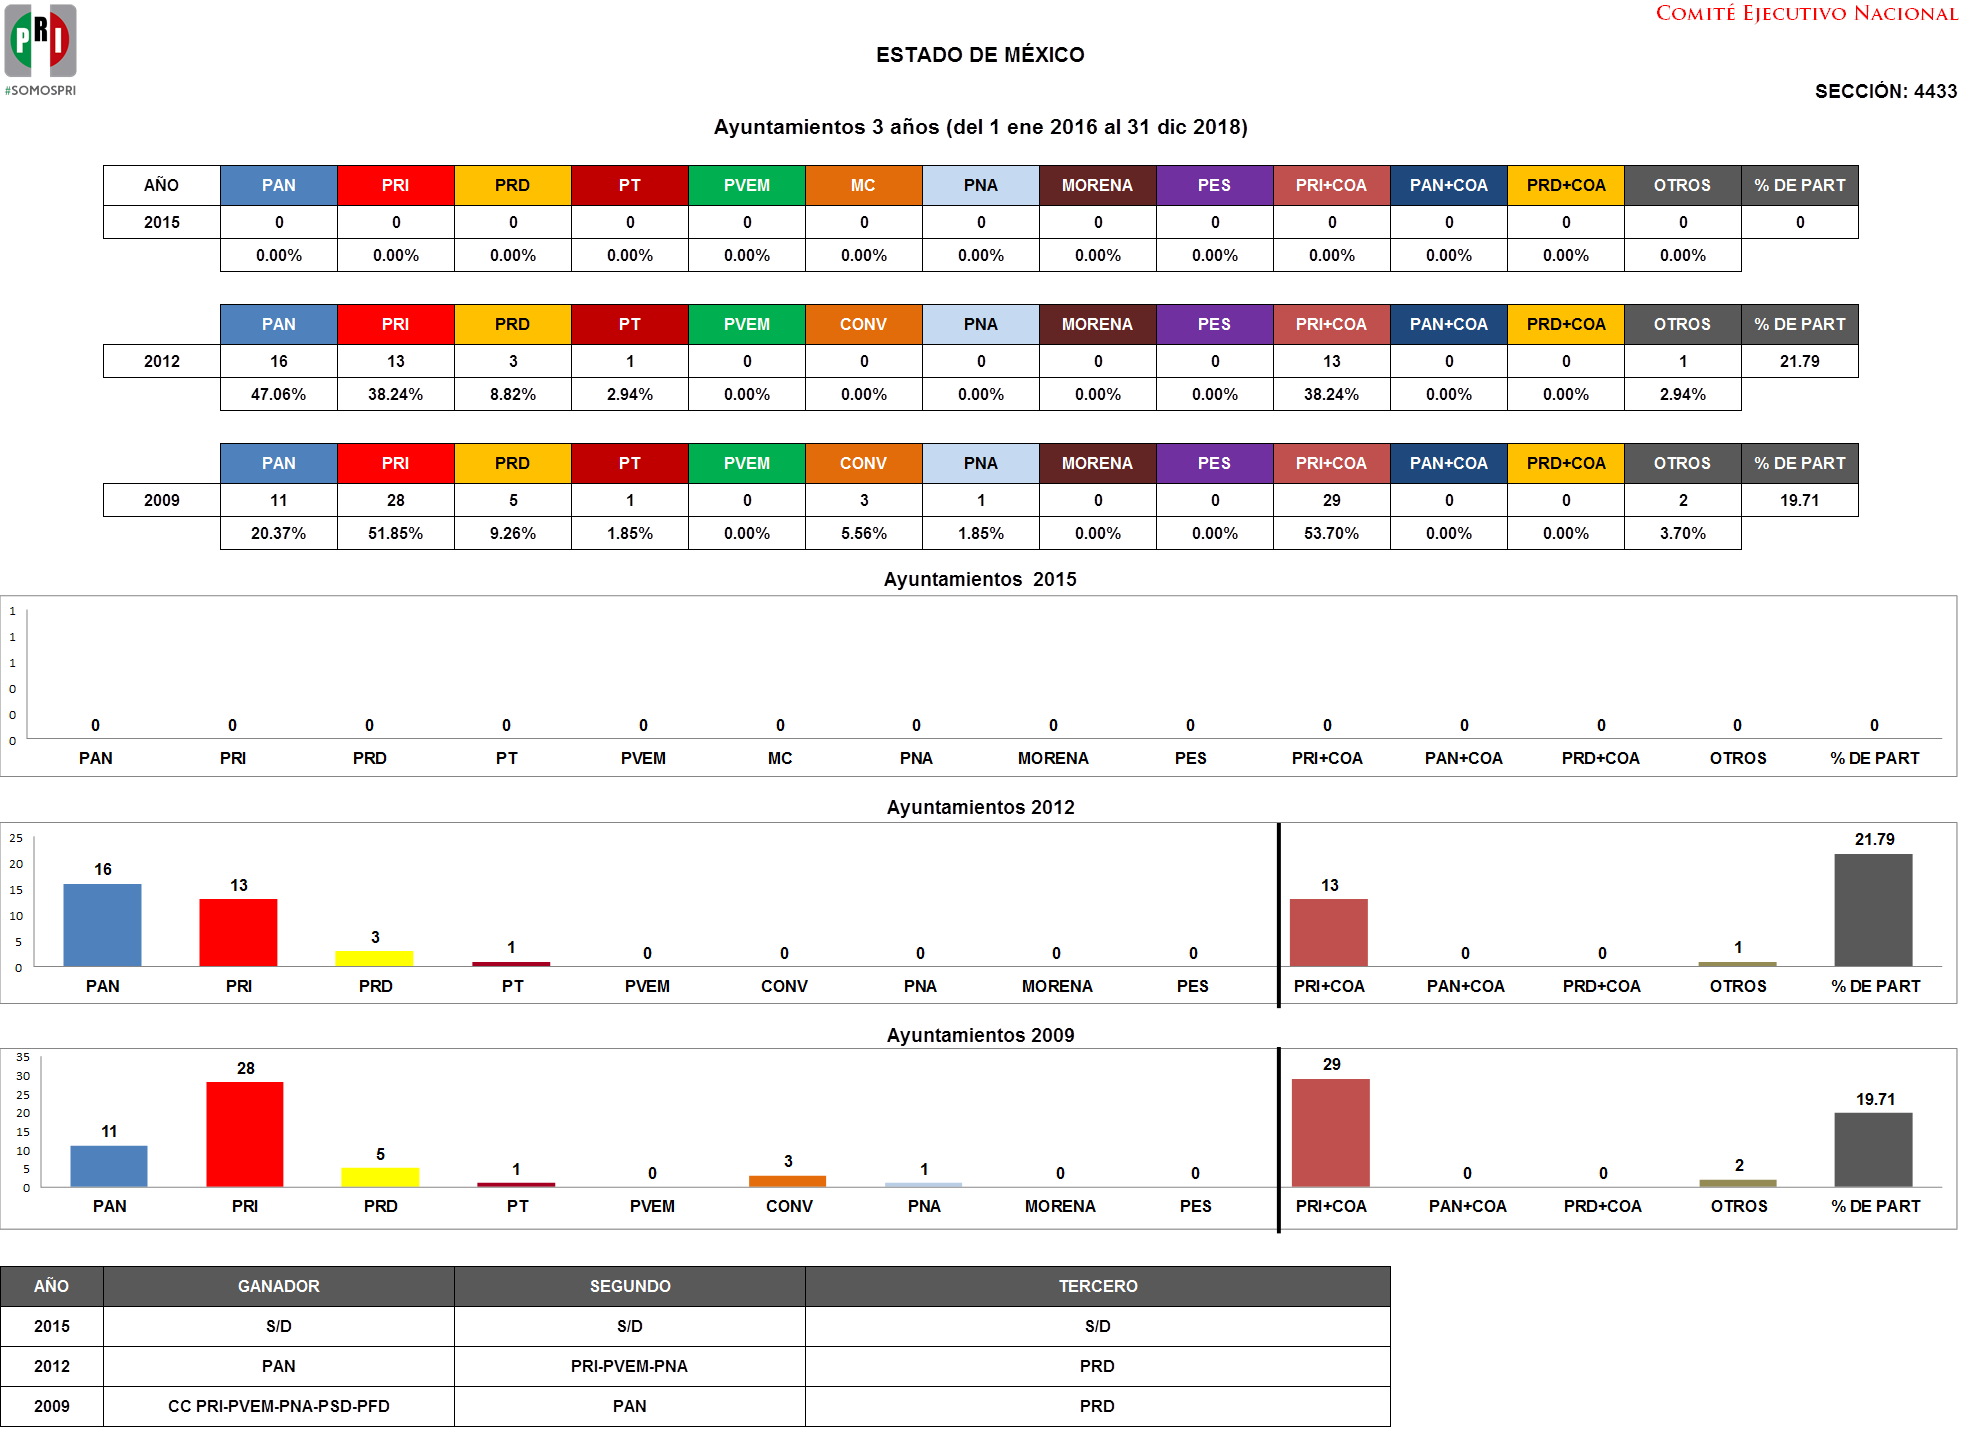 COMITÉ EJECUTIVO NACIONAL
PRI
#SOMOSPRI
ESTADO DE MÉXICO
SECCIÓN: 4433
Ayuntamientos 3 años (del 1 ene 2016 al 31 dic 2018)
AÑO PAN PRI PRD PT PVEM MC PNA MORENA PES PRI+COA PAN+COA PRD+COA OTROS % DE PART
2015 0 0 0 0 0 0 0 0 0 0 0 0 0 0
0.00% 0.00% 0.00% 0.00% 0.00% 0.00% 0.00% 0.00% 0.00% 0.00% 0.00% 0.00% 0.00%
PAN PRI PRD PT PVEM CONV PNA MORENA PES PRI+COA PAN+COA PRD+COA OTROS % DE PART
2012 16 13 3 1 0 0 0 0 0 13 0 0 1 21.79
47.06% 38.24% 8.82% 2.94% 0.00% 0.00% 0.00% 0.00% 0.00% 38.24% 0.00% 0.00% 2.94%
PAN PRI PRD PT PVEM CONV PNA MORENA PES PRI+COA PAN+COA PRD+COA OTROS % DE PART
2009 11 28 5 1 0 3 1 0 0 29 0 0 2 19.71
20.37% 51.85% 9.26% 1.85% 0.00% 5.56% 1.85% 0.00% 0.00% 53.70% 0.00% 0.00% 3.70%
Ayuntamientos 2015
1
1
1
0
0
0
0 0 0 0 0 0 0 0 0 0 0 0 0 0
PAN PRI PRD PT PVEM MC PNA MORENA PES PRI+COA PAN+COA PRD+COA OTROS % DE PART
Ayuntamientos 2012
25
20
15
10
5
0
16 13 3 1 0 0 0 0 0 13 0 0 1 21.79
PAN PRI PRD PT PVEM CONV PNA MORENA PES PRI+COA PAN+COA PRD+COA OTROS % DE PART
Ayuntamientos 2009
35
30
25
20
15
10
5
0
11 28 5 1 0 3 1 0 0 29 0 0 2 19.71
PAN PRI PRD PT PVEM CONV PNA MORENA PES PRI+COA PAN+COA PRD+COA OTROS % DE PART
AÑO GANADOR SEGUNDO TERCERO
2015 S/D S/D S/D
2012 PAN PRI-PVEM-PNA PRD
2009 CC PRI-PVEM-PNA-PSD-PFD PAN PRD